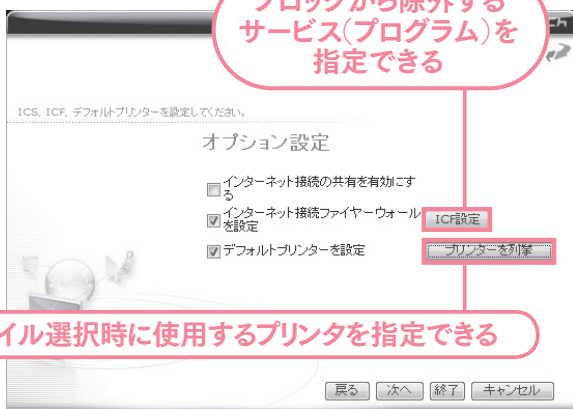 ブロックから除外する
サービス(プログラム)を
指定できる
ICS、ICF、デフォルトプリンターを設定してください。
オプション設定
インターネット接続の共有を有効にす
る
インターネット接続ファイヤーウォール
を設定
ICF設定
デフォルトプリンターを設定
プリンターを列挙
イル選択時に使用するプリンタを指定できる
戻る 次へ 終了 キャンセル